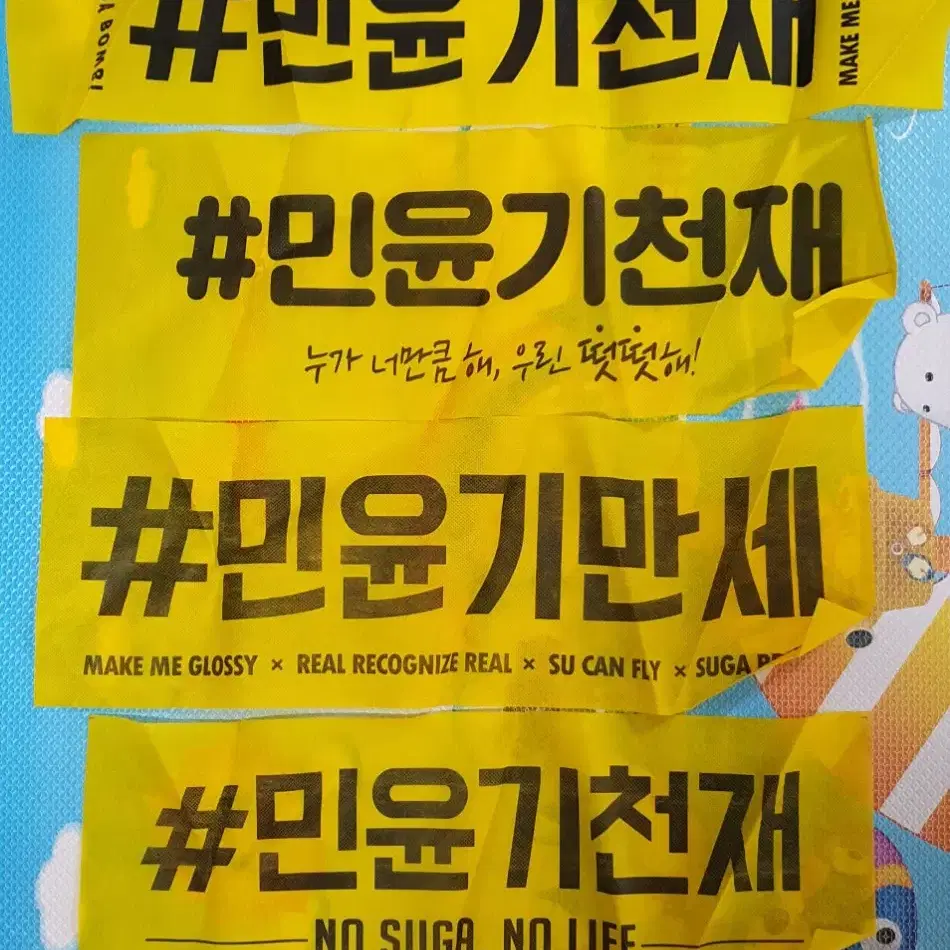 #민윤기천재
MAKE ME
#민윤기천재
누가 너만큼 해, 우린 떳떳해!
#민윤기만세
MAKE ME GLOSSY × REAL RECOGNIZE REAL × SU CAN FLY × SUGA
#민윤기천재
NO SUGA, NO LIFE